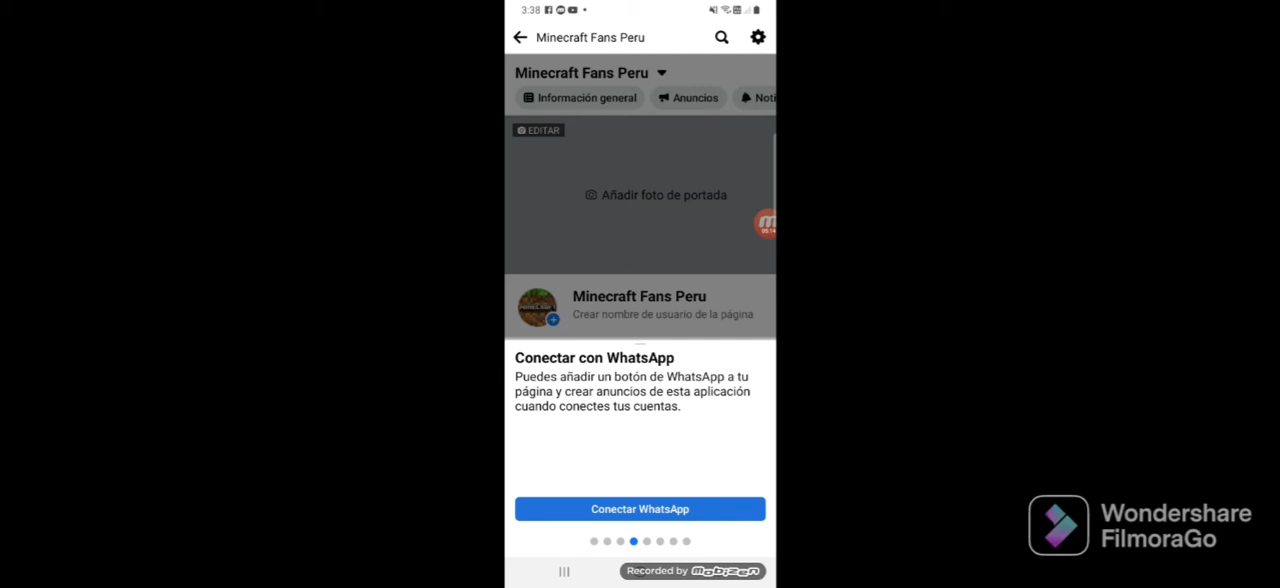 3:38
Minecraft Fans Peru
Minecraft Fans Peru
Información general
Anuncios
Noti
EDITAR
Añadir foto de portada
Minecraft Fans Peru
Crear nombre de usuario de la página
Conectar con WhatsApp
Puedes añadir un botón de WhatsApp a tu
página y crear anuncios de esta aplicación
cuando conectes tus cuentas.
Conectar WhatsApp
Recorded by mobizen
Wondershare
FilmoraGo